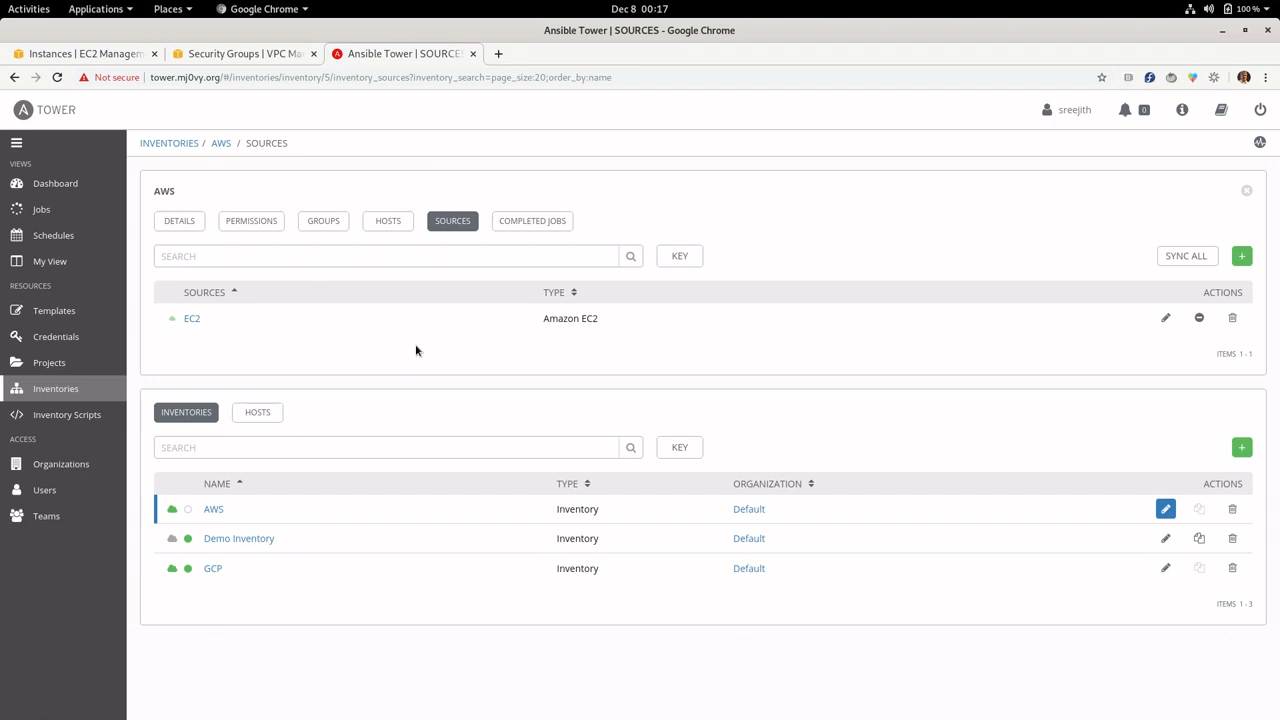 Activities Applications Places Google Chrome Dec 8 00:17 100 %
Ansible Tower | SOURCES - Google Chrome
Instances | EC2 Managem Security Groups | VPC Ma Ansible Tower | SOURCES
Not secure tower.mj0vy.org/#/inventories/inventory/5/inventory_sources?inventory_search=page_size:20;order_by:name
A TOWER sreejith 0
INVENTORIES / AWS / SOURCES
VIEWS
Dashboard
Jobs
Schedules
My View
RESOURCES
Templates
Credentials
Projects
Inventories
Inventory Scripts
ACCESS
Organizations
Users
Teams
AWS
DETAILS PERMISSIONS GROUPS HOSTS SOURCES COMPLETED JOBS
SEARCH KEY SYNC ALL +
SOURCES TYPE ACTIONS
EC2 Amazon EC2
ITEMS 1 - 1
INVENTORIES HOSTS
SEARCH KEY +
NAME TYPE ORGANIZATION ACTIONS
AWS Inventory Default
Demo Inventory Inventory Default
GCP Inventory Default
ITEMS 1 - 3